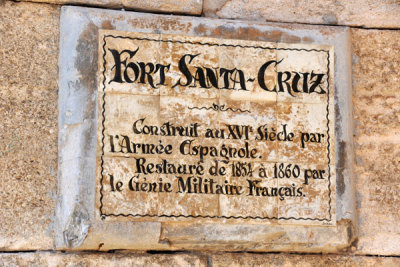 Fort Santa-Cruz
Construit au XVIe Siècle par
l'Armée Espagnole.
Restauré de 1854 à 1860 par
le Génie Militaire Français.